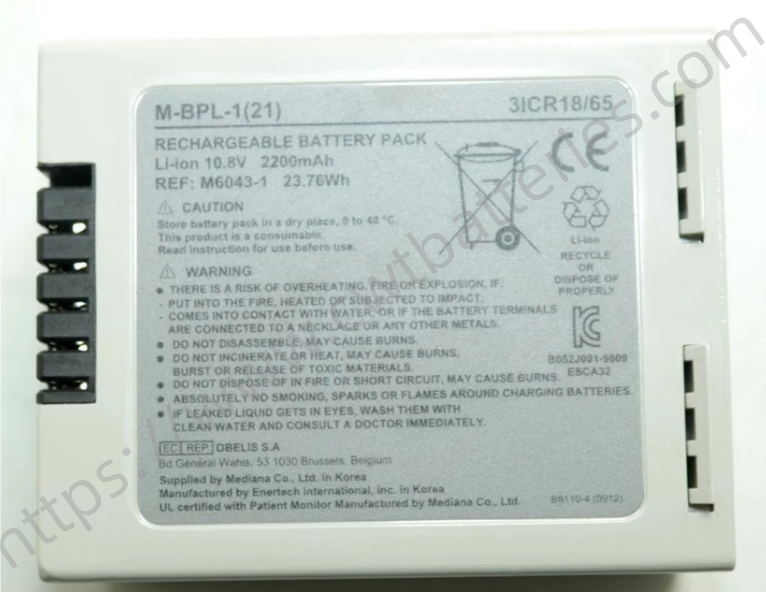 M-BPL-1(21) 3ICR18/65
RECHARGEABLE BATTERY PACK
Li-ion 10.8V 2200mAh
REF: M6043-1 23.76Wh
CE
CAUTION
Store battery pack in a dry place, 0 to 40 °C.
This product is a consumable.
Read instruction for use before use.
Li-ion
RECYCLE
OR
DISPOSE OF
PROPERLY
WARNING
● THERE IS A RISK OF OVERHEATING, FIRE OR EXPLOSION, IF:
- PUT INTO THE FIRE, HEATED OR SUBJECTED TO IMPACT.
- COMES INTO CONTACT WITH WATER, OR IF THE BATTERY TERMINALS
ARE CONNECTED TO A NECKLACE OR ANY OTHER METALS.
● DO NOT DISASSEMBLE, MAY CAUSE BURNS.
● DO NOT INCINERATE OR HEAT, MAY CAUSE BURNS,
BURST OR RELEASE OF TOXIC MATERIALS.
● DO NOT DISPOSE OF IN FIRE OR SHORT CIRCUIT, MAY CAUSE BURNS.
● ABSOLUTELY NO SMOKING, SPARKS OR FLAMES AROUND CHARGING BATTERIES.
● IF LEAKED LIQUID GETS IN EYES, WASH THEM WITH
CLEAN WATER AND CONSULT A DOCTOR IMMEDIATELY.
B052J001-9009
ESCA32
EC REP OBELIS S.A
Bd.Général Wahis, 53 1030 Brussels, Belgium
Supplied by Mediana Co., Ltd. in Korea
Manufactured by Enertech international, inc. in Korea
UL certified with Patient Monitor Manufactured by Mediana Co., Ltd.
B8110-4 (0912)